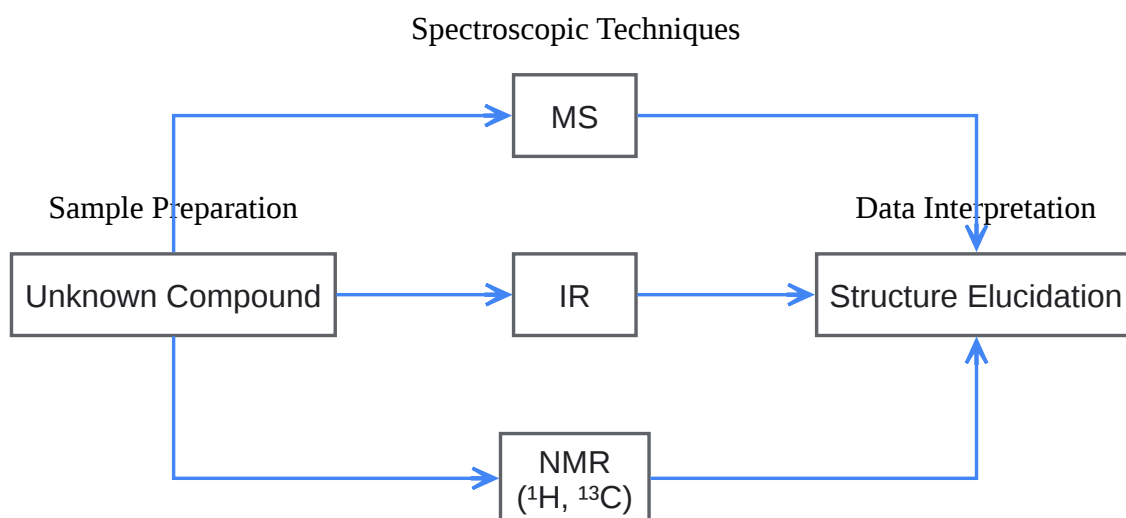 Spectroscopic Techniques
MS
Sample Preparation
Data Interpretation
Unknown Compound
IR
Structure Elucidation
NMR
(¹H, ¹³C)